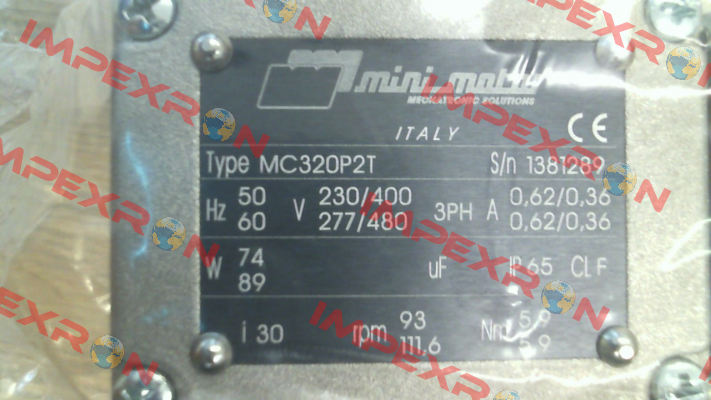 mini motor
MECHATRONIC SOLUTIONS
ITALY CE
Type MC320P2T S/n 1381289
Hz 50 V 230/400 3PH A 0,62/0,36
60 277/480 0,62/0,36
W 74 uF IP 65 CL F
89
i 30 rpm 93 Nm 5,9
111,6 5,9
IMPEXRON
IMPEXRON
IMPEXRON
IMPEXRON
IMPEXRON